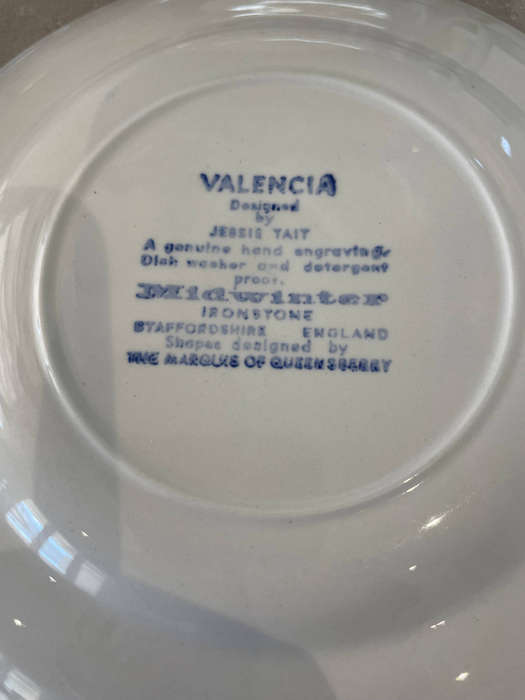 VALENCIA
Designed
by
JESSIE TAIT
A genuine hand engraving
Dish washer and detergent
proof.
Midwinter
IRONSTONE
STAFFORDSHIRE ENGLAND
Shapes designed by
THE MARQUIS OF QUEENSBERRY